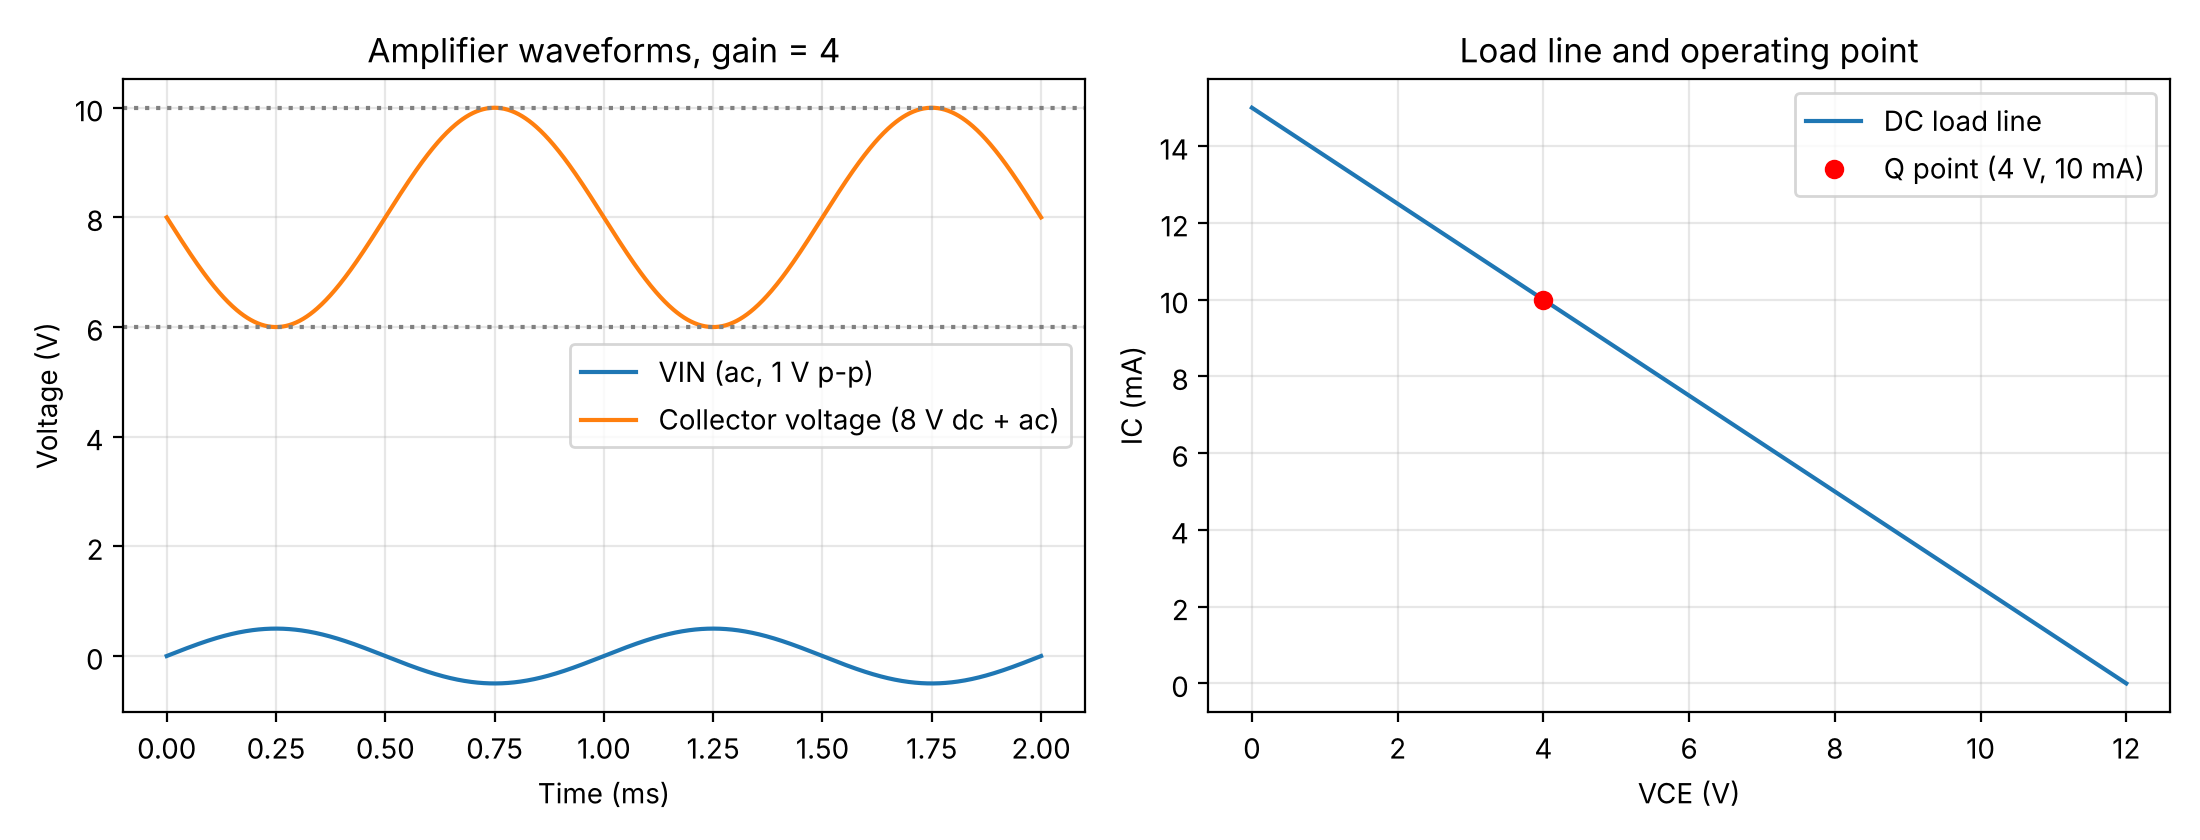 Amplifier waveforms, gain = 4
10
8
6
4
2
0
Voltage (V)
VIN (ac, 1 V p-p)
Collector voltage (8 V dc + ac)
0.00 0.25 0.50 0.75 1.00 1.25 1.50 1.75 2.00
Time (ms)
Load line and operating point
DC load line
Q point (4 V, 10 mA)
14
12
10
8
6
4
2
0
IC (mA)
0 2 4 6 8 10 12
VCE (V)